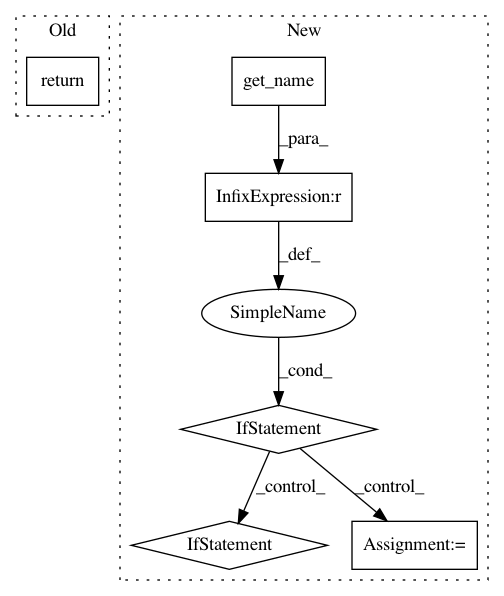 Old
New
return
get_name
_para_
InfixExpression:r
_def_
SimpleName
_cond_
IfStatement
_control_
_control_
IfStatement
Assignment:=